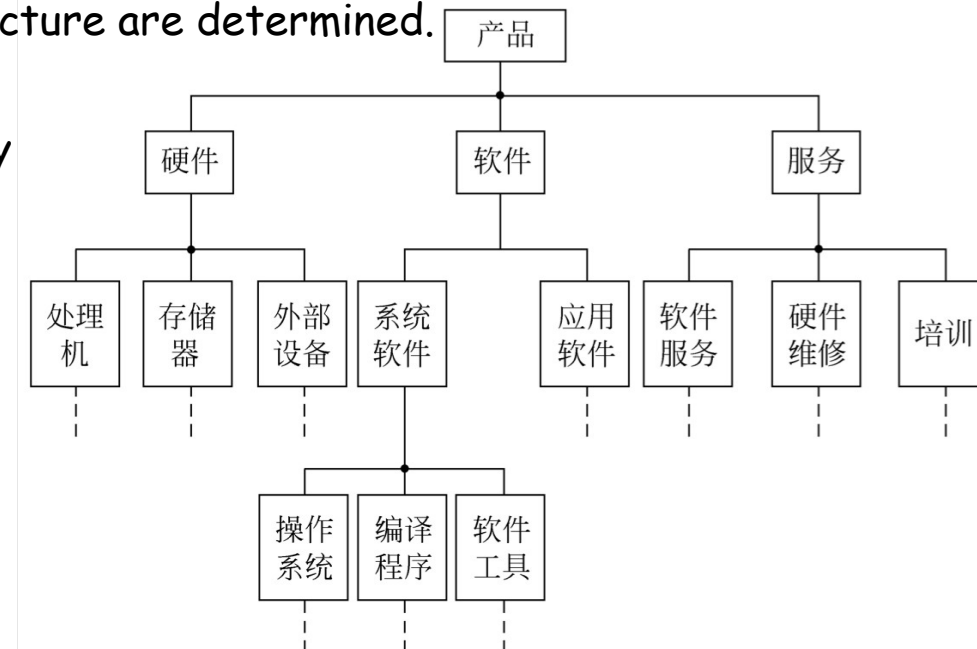 cture are determined.
产品
y
硬件
软件
服务
处理
机
存储
器
外部
设备
系统
软件
应用
软件
软件
服务
硬件
维修
培训
操作
系统
编译
程序
软件
工具